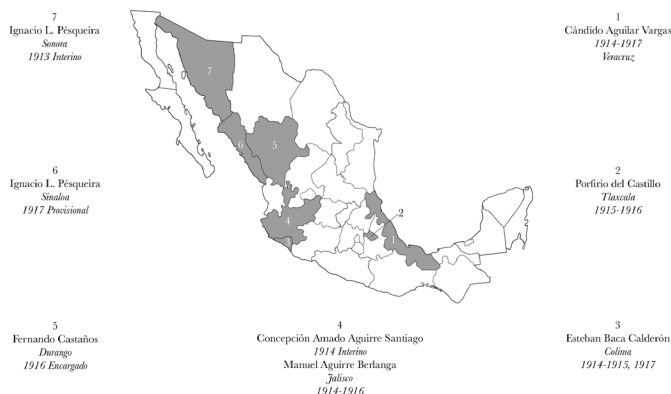 7
Ignacio L. Pésqueira
Sonora
1913 Interino
1
Cándido Aguilar Vargas
1914-1917
Veracruz
7
6
5
4
3
2
1
6
Ignacio L. Pésqueira
Sinaloa
1917 Provisional
2
Porfirio del Castillo
Tlaxcala
1915-1916
5
Fernando Castaños
Durango
1916 Encargado
4
Concepción Amado Aguirre Santiago
1914 Interino
Manuel Aguirre Berlanga
Jalisco
1914-1916
3
Esteban Baca Calderón
Colima
1914-1915, 1917